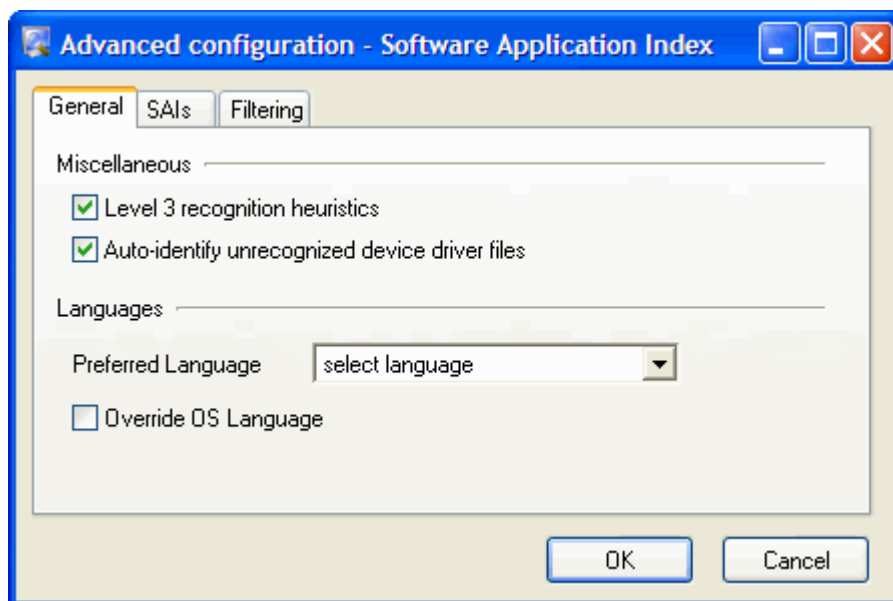 Advanced configuration - Software Application Index
General SAIs Filtering
Miscellaneous
Level 3 recognition heuristics
Auto-identify unrecognized device driver files
Languages
Preferred Language select language
Override OS Language
OK Cancel